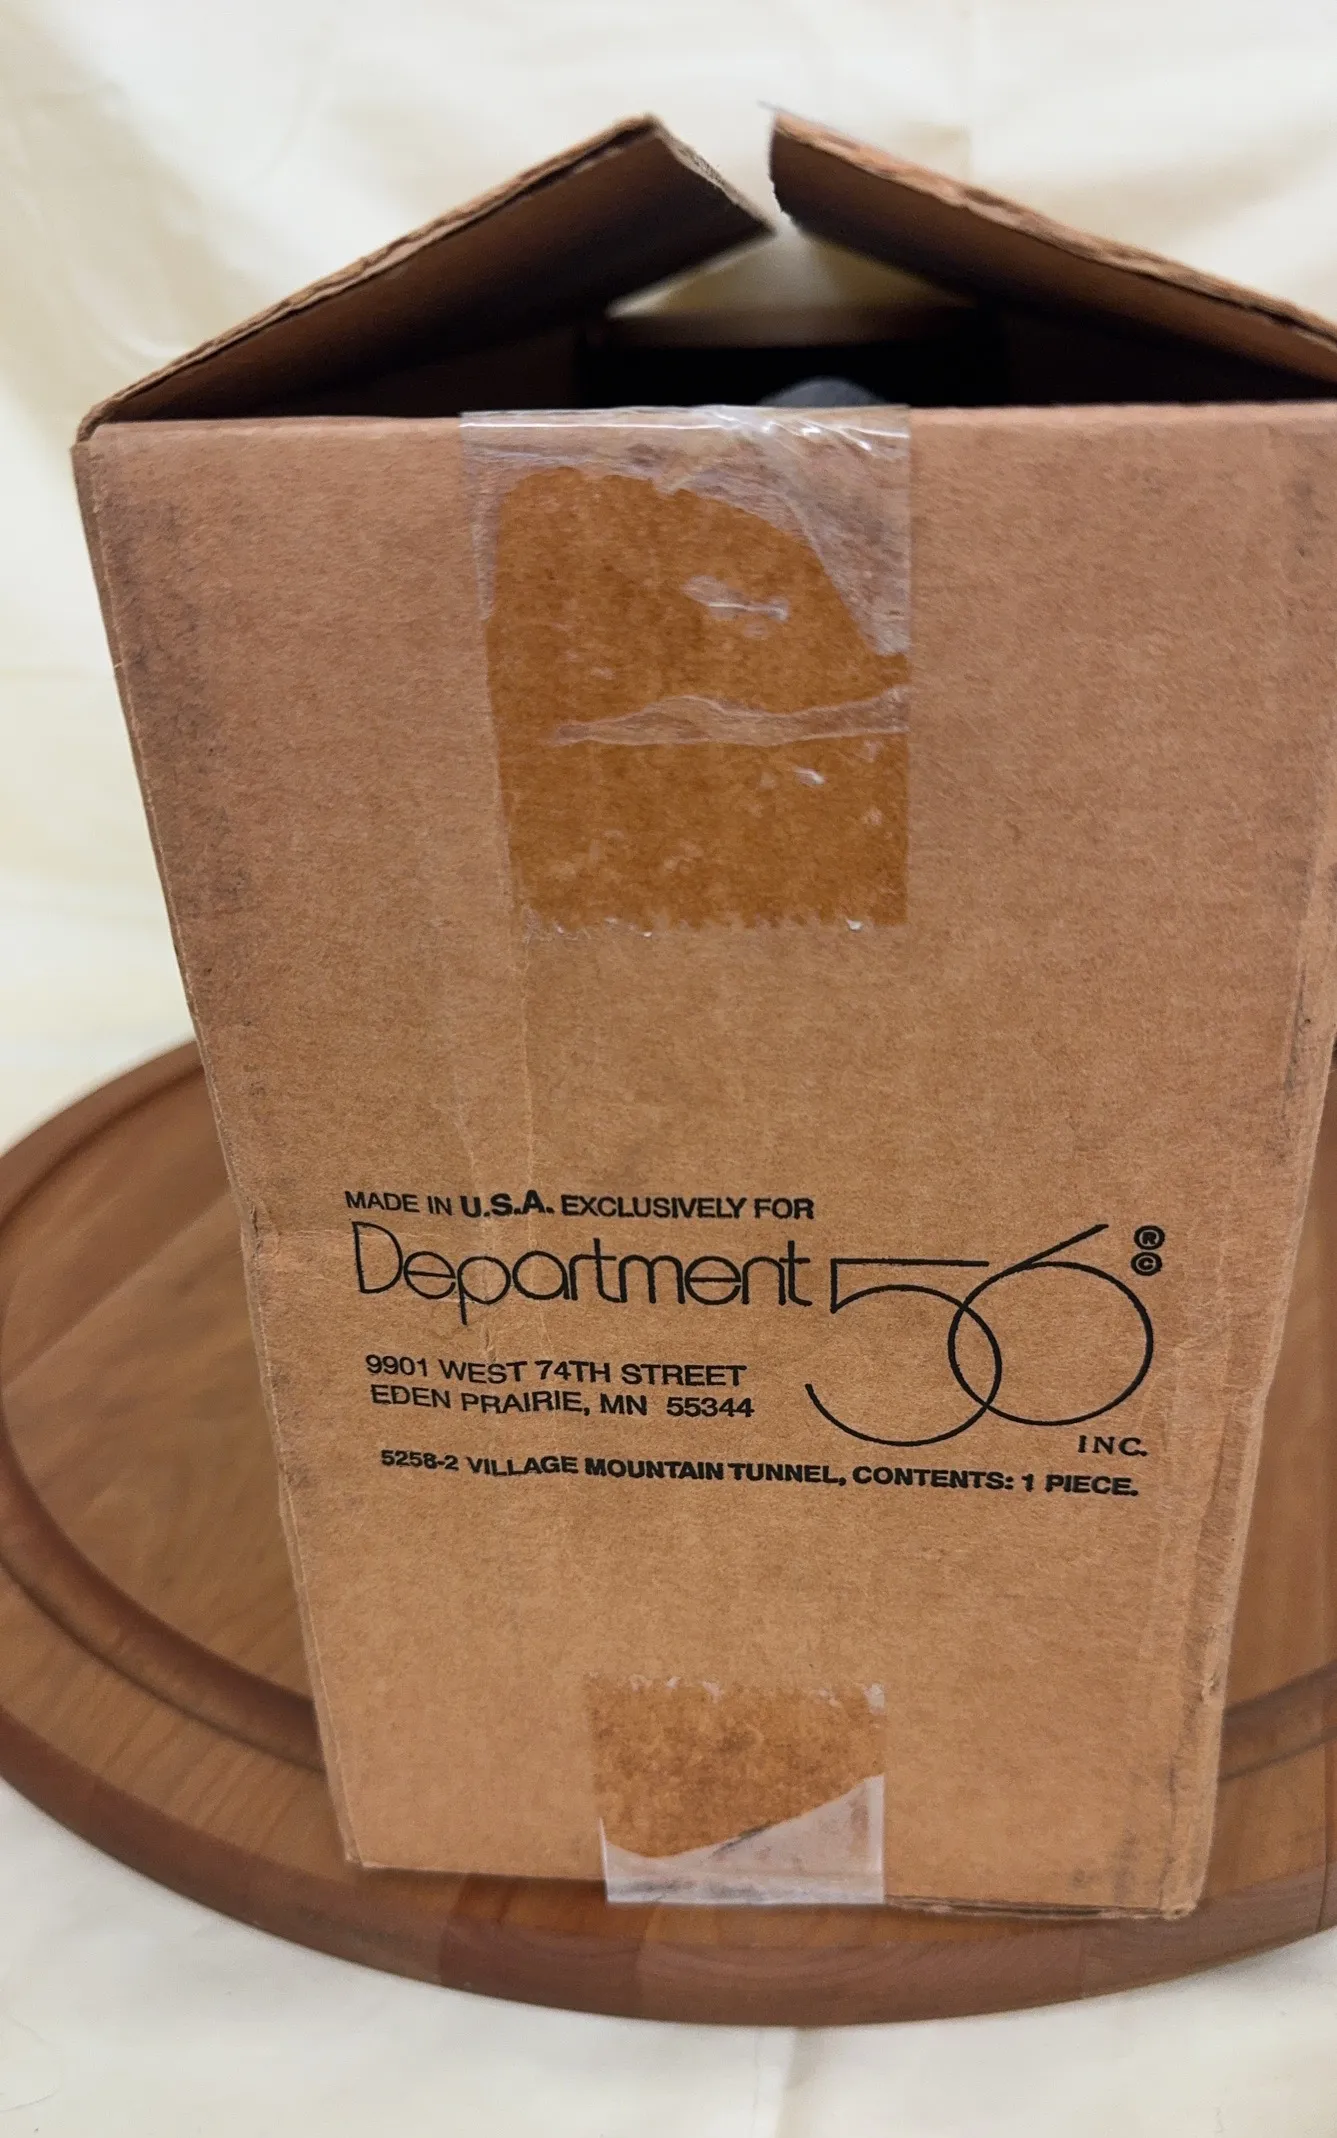 MADE IN U.S.A. EXCLUSIVELY FOR
Department 56 ® ©
INC.
9901 WEST 74TH STREET
EDEN PRAIRIE, MN 55344
5258-2 VILLAGE MOUNTAIN TUNNEL, CONTENTS: 1 PIECE.